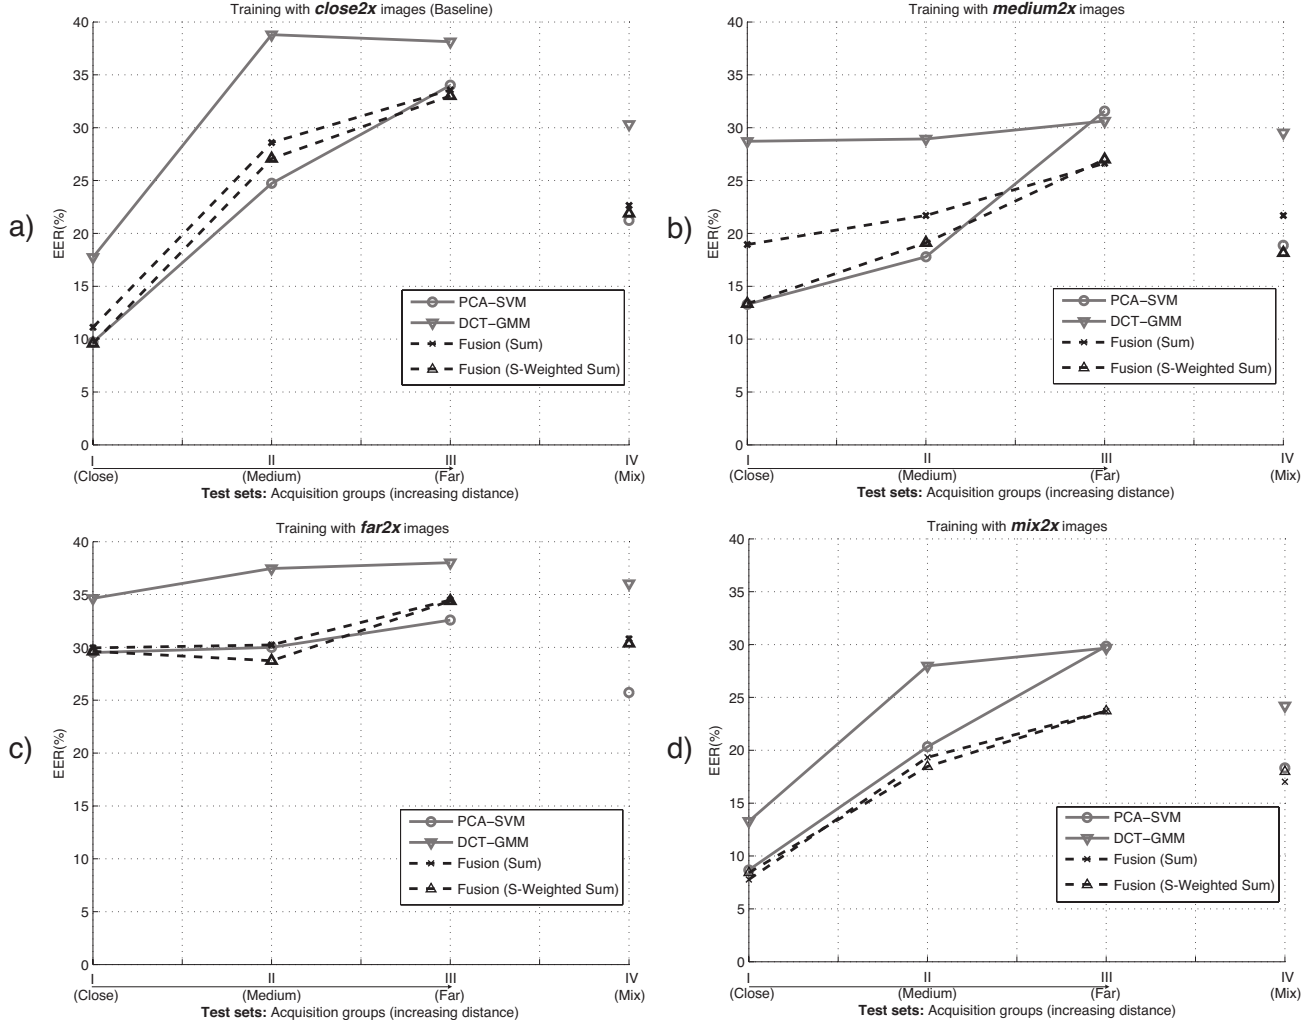 Training with close2x images (Baseline)
a)
EER(%)
40
35
30
25
20
15
10
5
0
PCA-SVM
DCT-GMM
Fusion (Sum)
Fusion (S-Weighted Sum)
I
II
III
IV
(Close)
(Medium)
(Far)
(Mix)
Test sets: Acquisition groups (increasing distance)
Training with medium2x images
b)
EER(%)
40
35
30
25
20
15
10
5
0
PCA-SVM
DCT-GMM
Fusion (Sum)
Fusion (S-Weighted Sum)
I
II
III
IV
(Close)
(Medium)
(Far)
(Mix)
Test sets: Acquisition groups (increasing distance)
Training with far2x images
c)
EER(%)
40
35
30
25
20
15
10
5
0
PCA-SVM
DCT-GMM
Fusion (Sum)
Fusion (S-Weighted Sum)
I
II
III
IV
(Close)
(Medium)
(Far)
(Mix)
Test sets: Acquisition groups (increasing distance)
Training with mix2x images
d)
EER(%)
40
35
30
25
20
15
10
5
0
PCA-SVM
DCT-GMM
Fusion (Sum)
Fusion (S-Weighted Sum)
I
II
III
IV
(Close)
(Medium)
(Far)
(Mix)
Test sets: Acquisition groups (increasing distance)